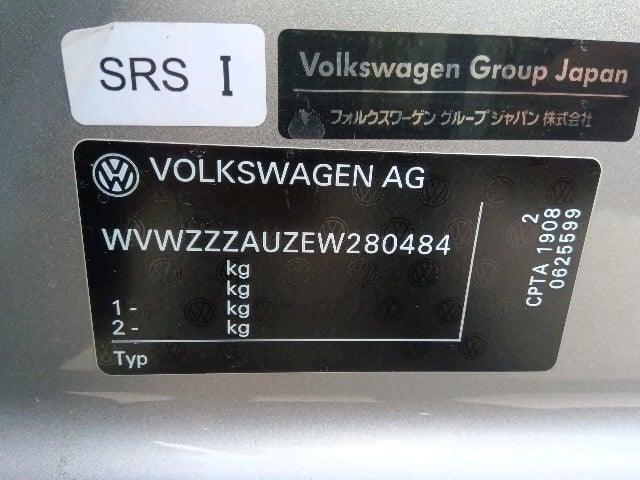 SRS I
Volkswagen Group Japan
フォルクスワーゲン グループ ジャパン 株式会社
VOLKSWAGEN AG
WVWZZZAUZEW280484
kg
kg
1 - kg
2 - kg
Typ
2
CPTA 1908
0625599